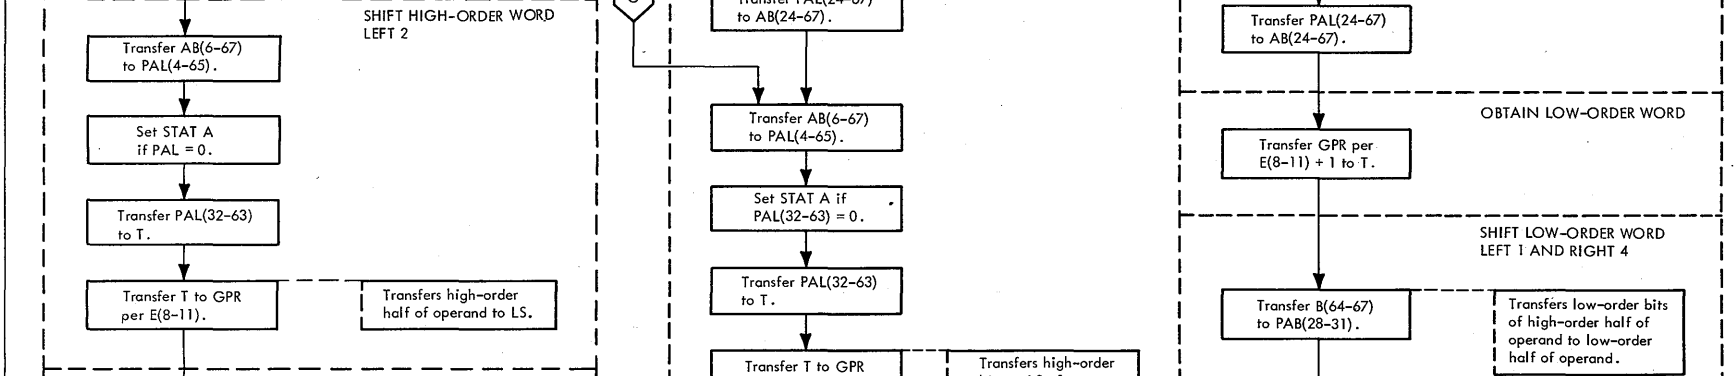 SHIFT HIGH-ORDER WORD
LEFT 2
Transfer AB(6-67)
to PAL(4-65).
Set STAT A
if PAL = 0.
Transfer PAL(32-63)
to T.
Transfer T to GPR
per E(8-11).
Transfers high-order
half of operand to LS.
Transfer PAL(24-67)
to AB(24-67).
Transfer AB(6-67)
to PAL(4-65).
Set STAT A if
PAL(32-63) = 0.
Transfer PAL(32-63)
to T.
Transfer T to GPR
Transfers high-order
Transfer PAL(24-67)
to AB(24-67).
OBTAIN LOW-ORDER WORD
Transfer GPR per
E(8-11) + 1 to T.
SHIFT LOW-ORDER WORD
LEFT 1 AND RIGHT 4
Transfer B(64-67)
to PAB(28-31).
Transfers low-order bits
of high-order half of
operand to low-order
half of operand.